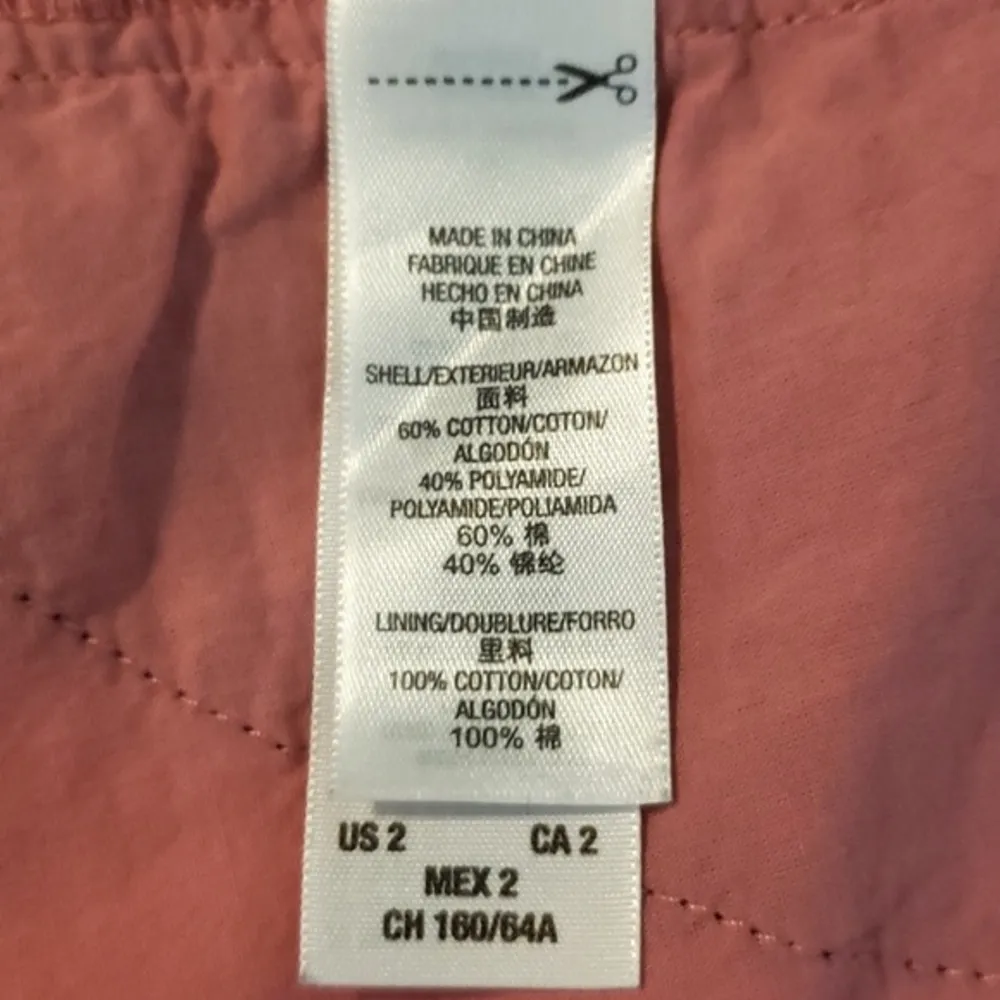 MADE IN CHINA
FABRIQUE EN CHINE
HECHO EN CHINA
中国制造
SHELL/EXTERIEUR/ARMAZON
面料
60% COTTON/COTON/
ALGODÓN
40% POLYAMIDE/
POLYAMIDE/POLIAMIDA
60% 棉
40% 锦纶
LINING/DOUBLURE/FORRO
里料
100% COTTON/COTON/
ALGODÓN
100% 棉
US 2 CA 2
MEX 2
CH 160/64A